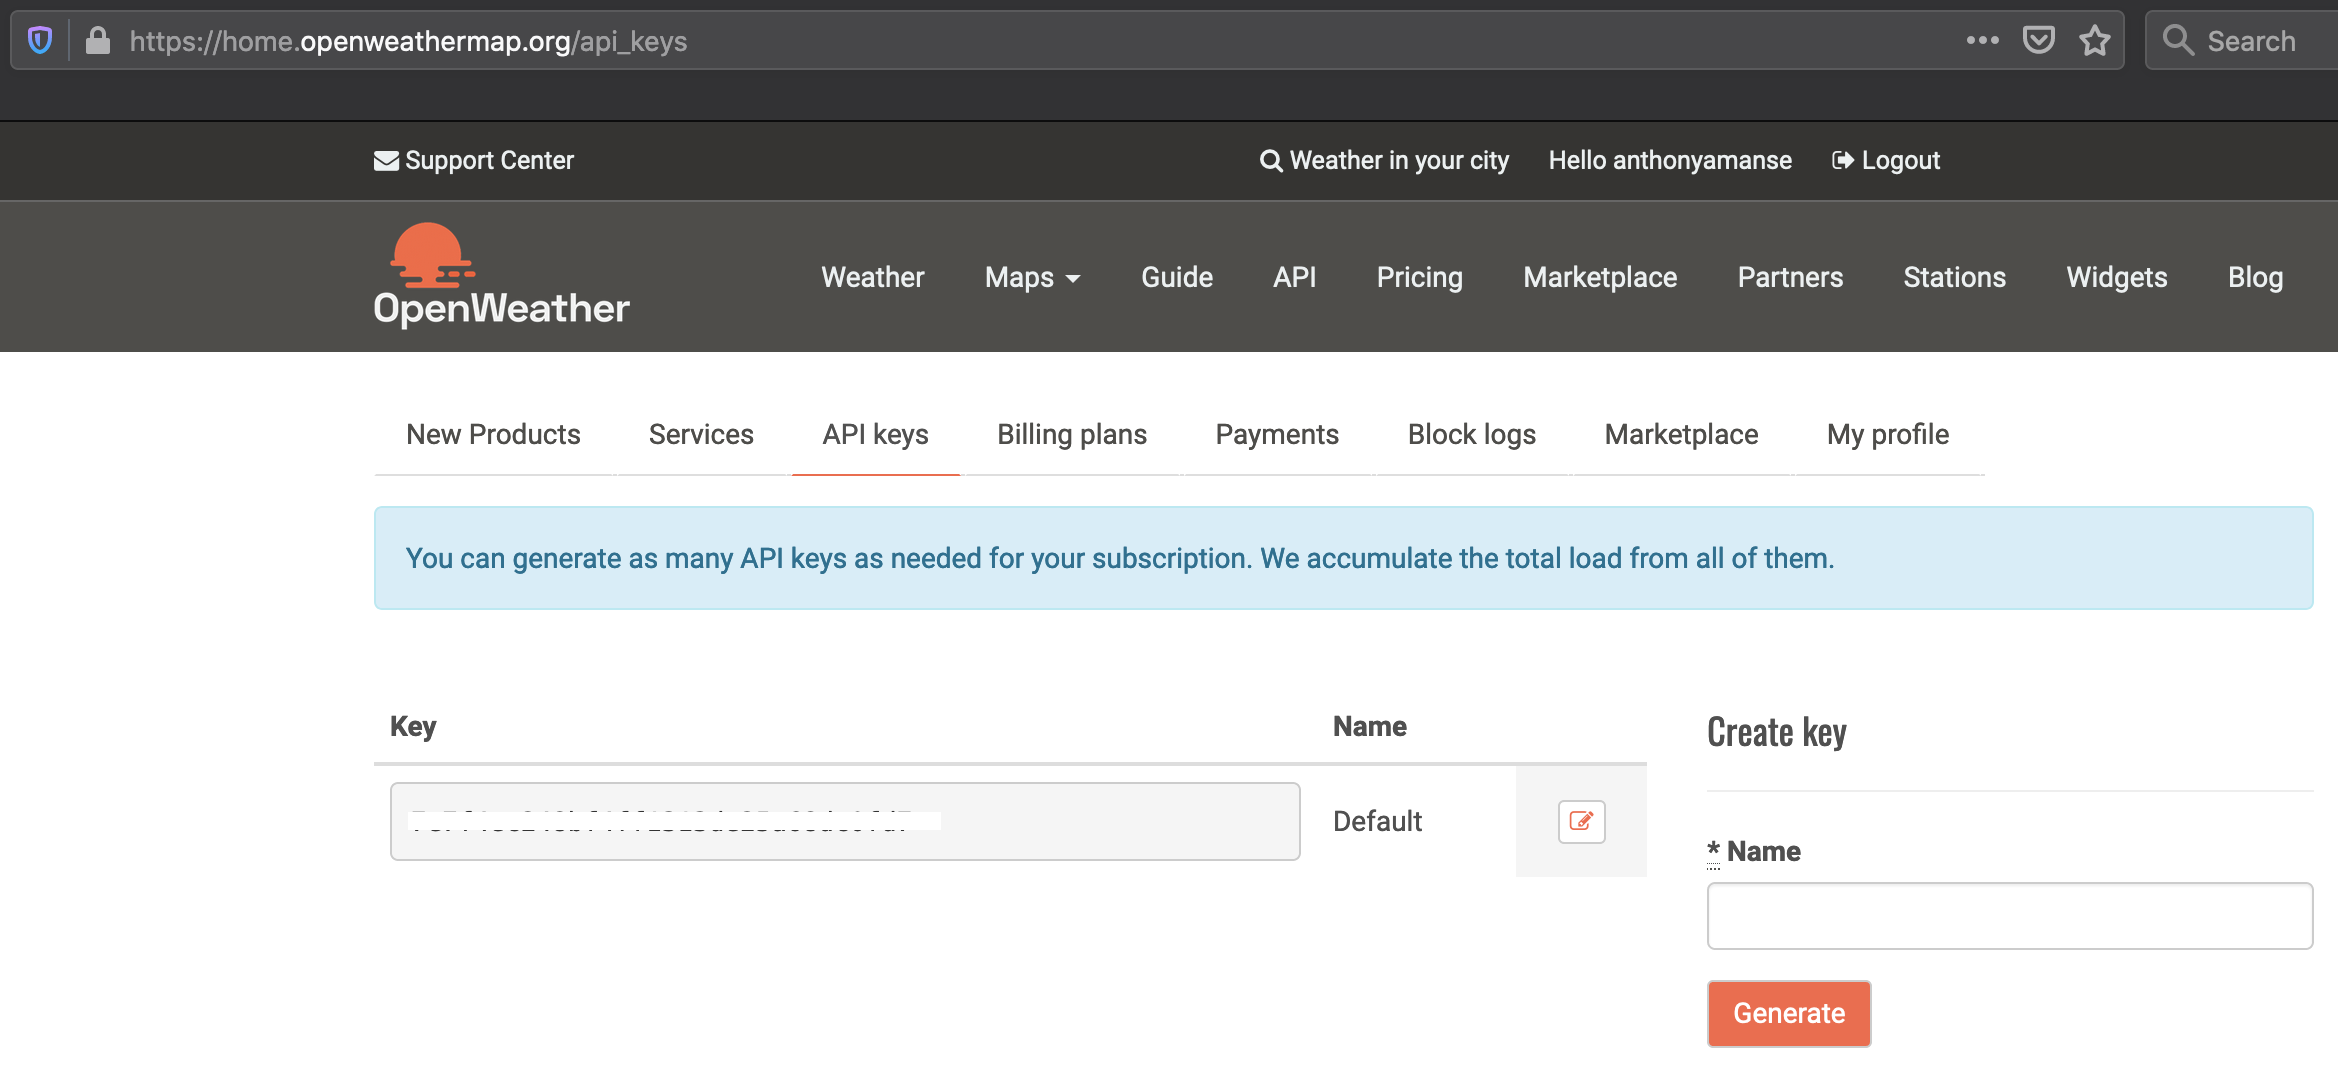 https://home.openweathermap.org/api_keys
Search
Support Center
Weather in your city
Hello anthonyamanse
Logout
OpenWeather
Weather
Maps
Guide
API
Pricing
Marketplace
Partners
Stations
Widgets
Blog
New Products
Services
API keys
Billing plans
Payments
Block logs
Marketplace
My profile
You can generate as many API keys as needed for your subscription. We accumulate the total load from all of them.
Key
Name
Default
Create key
* Name
Generate